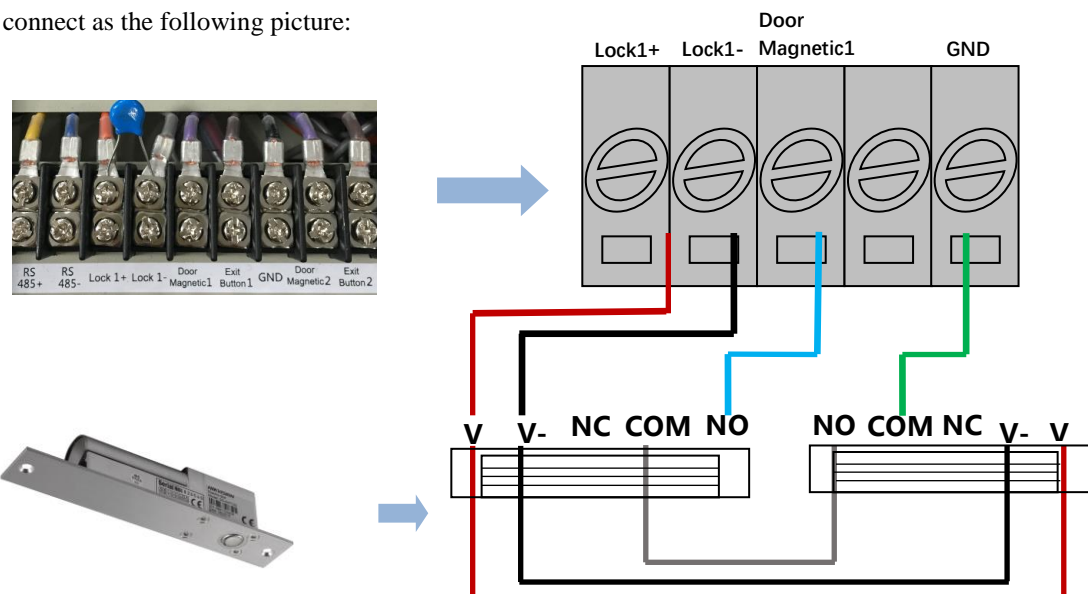 connect as the following picture:
Door
Lock1+ Lock1- Magnetic1 GND
RS 485+ RS 485- Lock 1+ Lock 1- Door Magnetic1 Exit Button1 GND Door Magnetic2 Exit Button2
V V- NC COM NO NO COM NC V- V